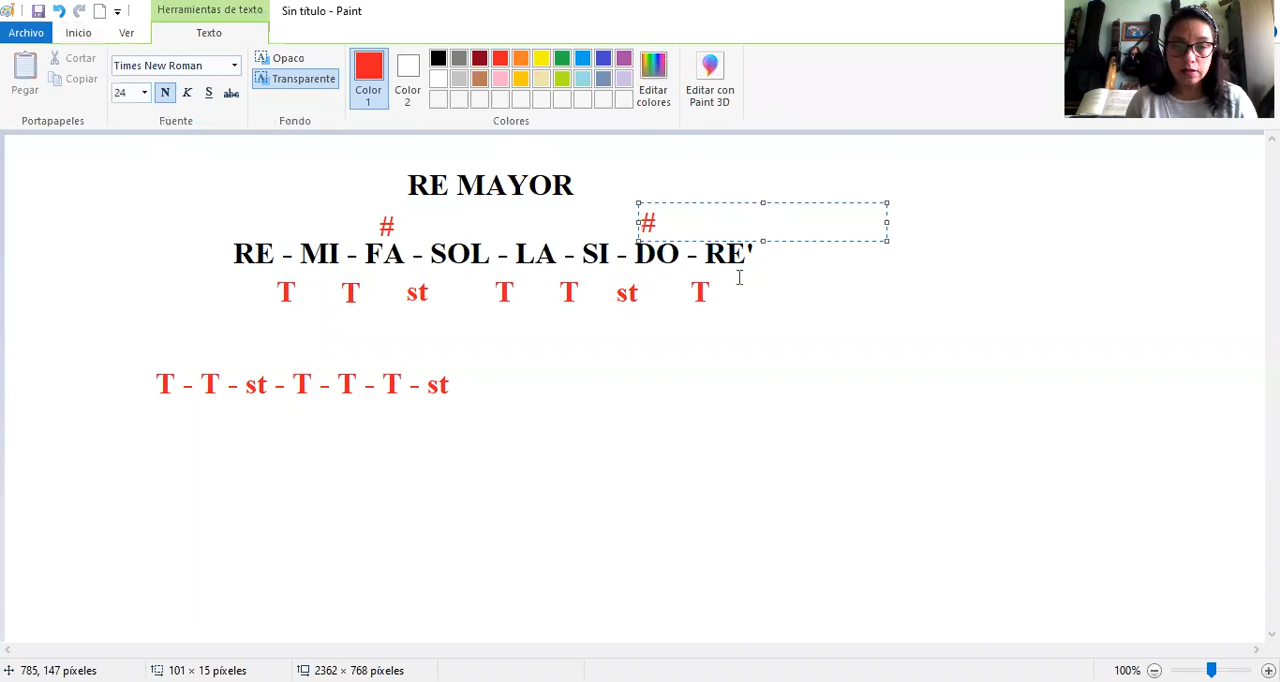 Herramientas de texto
Sin título - Paint
Archivo Inicio Ver Texto
Pegar
Cortar
Copiar
Portapapeles
Times New Roman
24 N K S abc
Fuente
Opaco
Transparente
Fondo
Color 1
Color 2
Colores
Editar colores
Editar con Paint 3D
RE MAYOR
# #
RE - MI - FA - SOL - LA - SI - DO - RE'
T T st T T st T
T - T - st - T - T - T - st
785, 147 píxeles 101 × 15 píxeles 2362 × 768 píxeles 100%